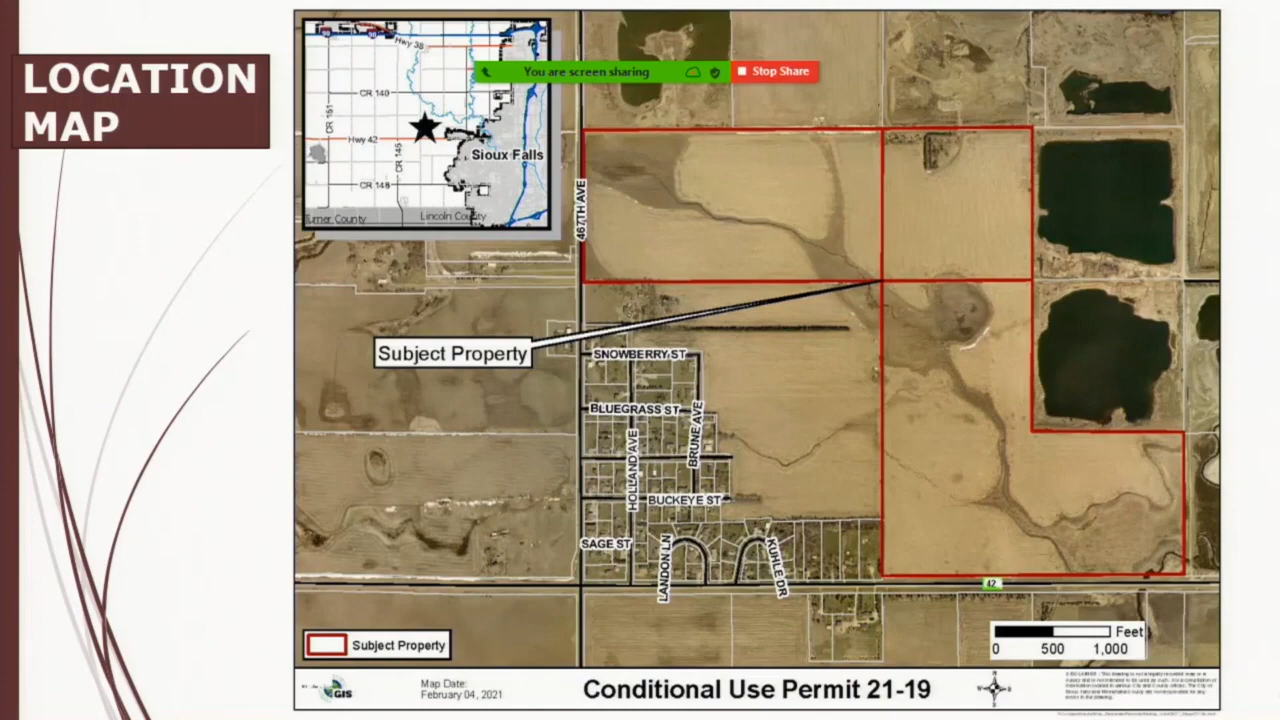 LOCATION
MAP
Hwy 38
CR 140
CR 151
Hwy 42
CR 145
Sioux Falls
CR 148
Turner County
Lincoln County
You are screen sharing
Stop Share
467TH AVE
Subject Property
SNOWBERRY ST
BLUEGRASS ST
HOLLAND AVE
BRUNE AVE
BUCKEYE ST
SAGE ST
LANDON LN
KUHLE DR
42
Subject Property
Feet
0 500 1,000
GIS
Map Date:
February 04, 2021
Conditional Use Permit 21-19